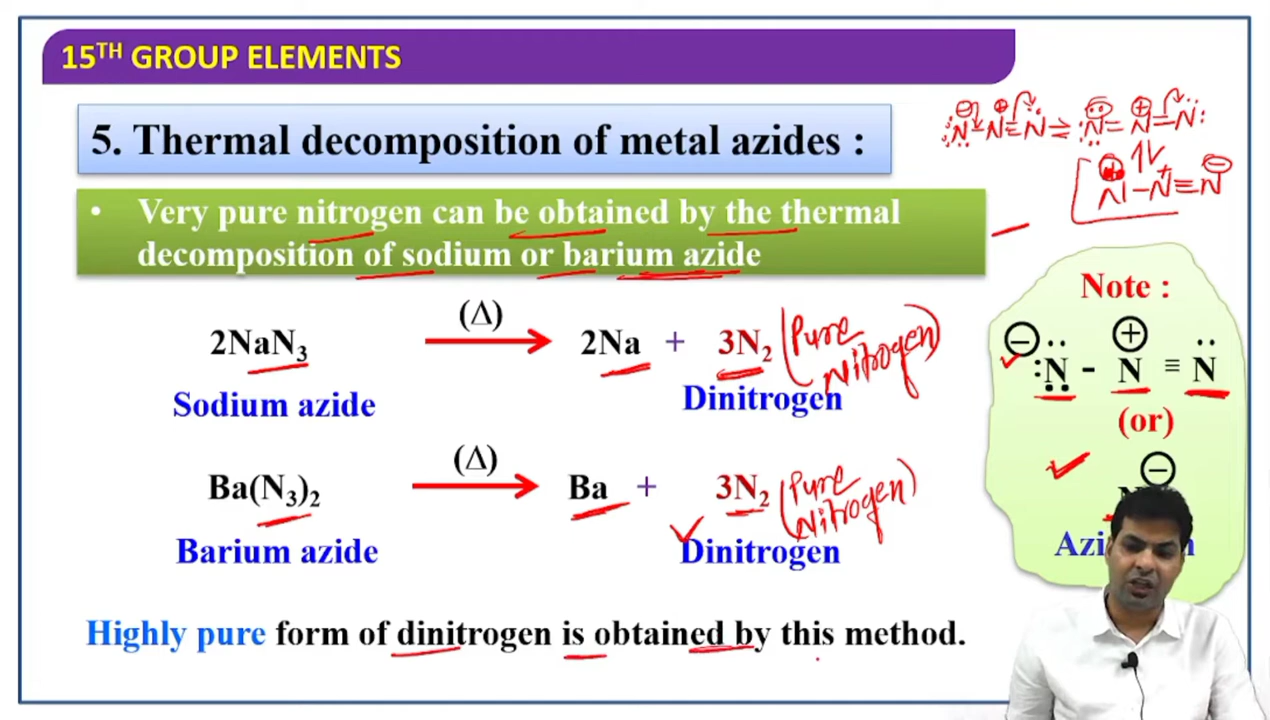 15TH GROUP ELEMENTS
5. Thermal decomposition of metal azides :
• Very pure nitrogen can be obtained by the thermal
decomposition of sodium or barium azide
(Δ)
2NaN₃ → 2Na + 3N₂ (Pure Nitrogen)
Sodium azide Dinitrogen
(Δ)
Ba(N₃)₂ → Ba + 3N₂ (Pure Nitrogen)
Barium azide Dinitrogen
Highly pure form of dinitrogen is obtained by this method.
N - N ≡ N ⇌ N = N = N
N - N ≡ N
Note :
⊖ ⊕
:N - N ≡ N
(or)
⊖